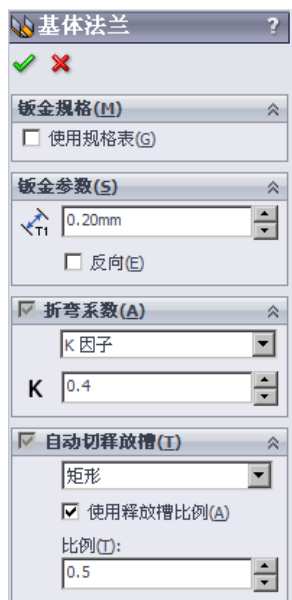 基体法兰 ?
钣金规格(M)
使用规格表(G)
钣金参数(S)
T1 0.20mm
反向(E)
折弯系数(A)
K 因子
K 0.4
自动切释放槽(T)
矩形
使用释放槽比例(A)
比例(T):
0.5